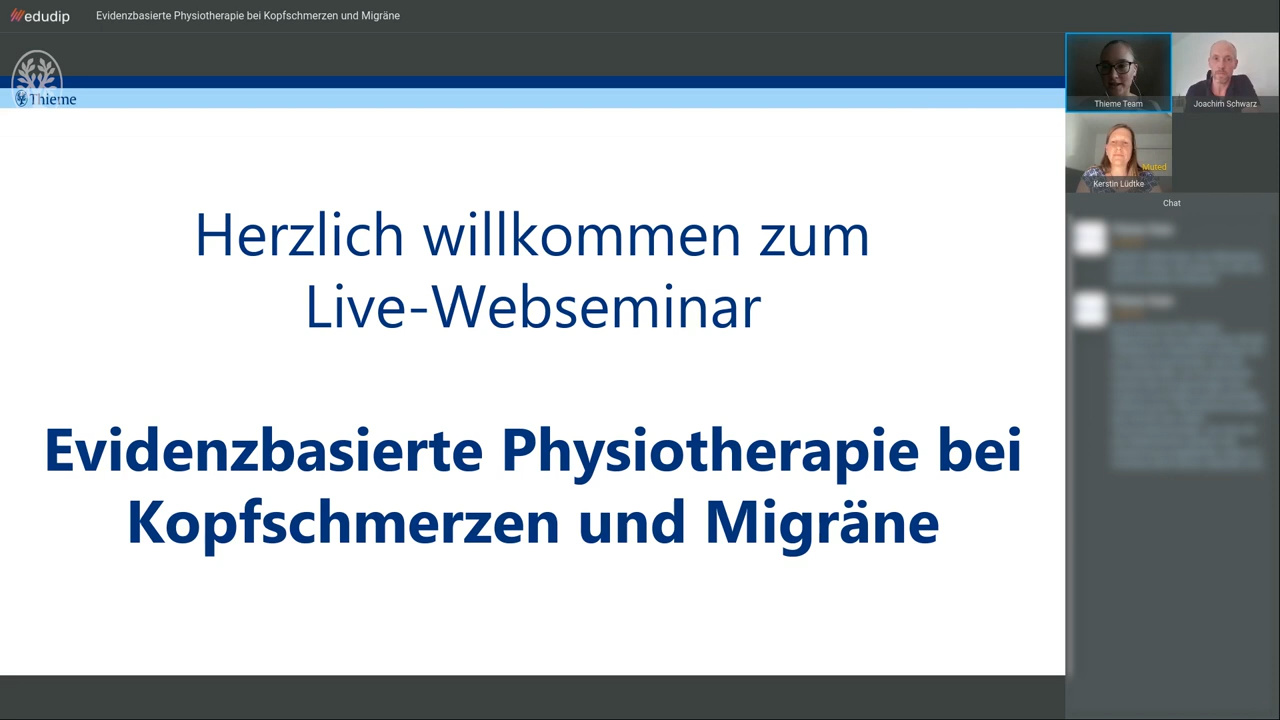 edudip
Evidenzbasierte Physiotherapie bei Kopfschmerzen und Migräne
Thieme
Herzlich willkommen zum
Live-Webseminar
Evidenzbasierte Physiotherapie bei
Kopfschmerzen und Migräne
Thieme Team
Joachim Schwarz
Muted
Kerstin Lüdtke
Chat